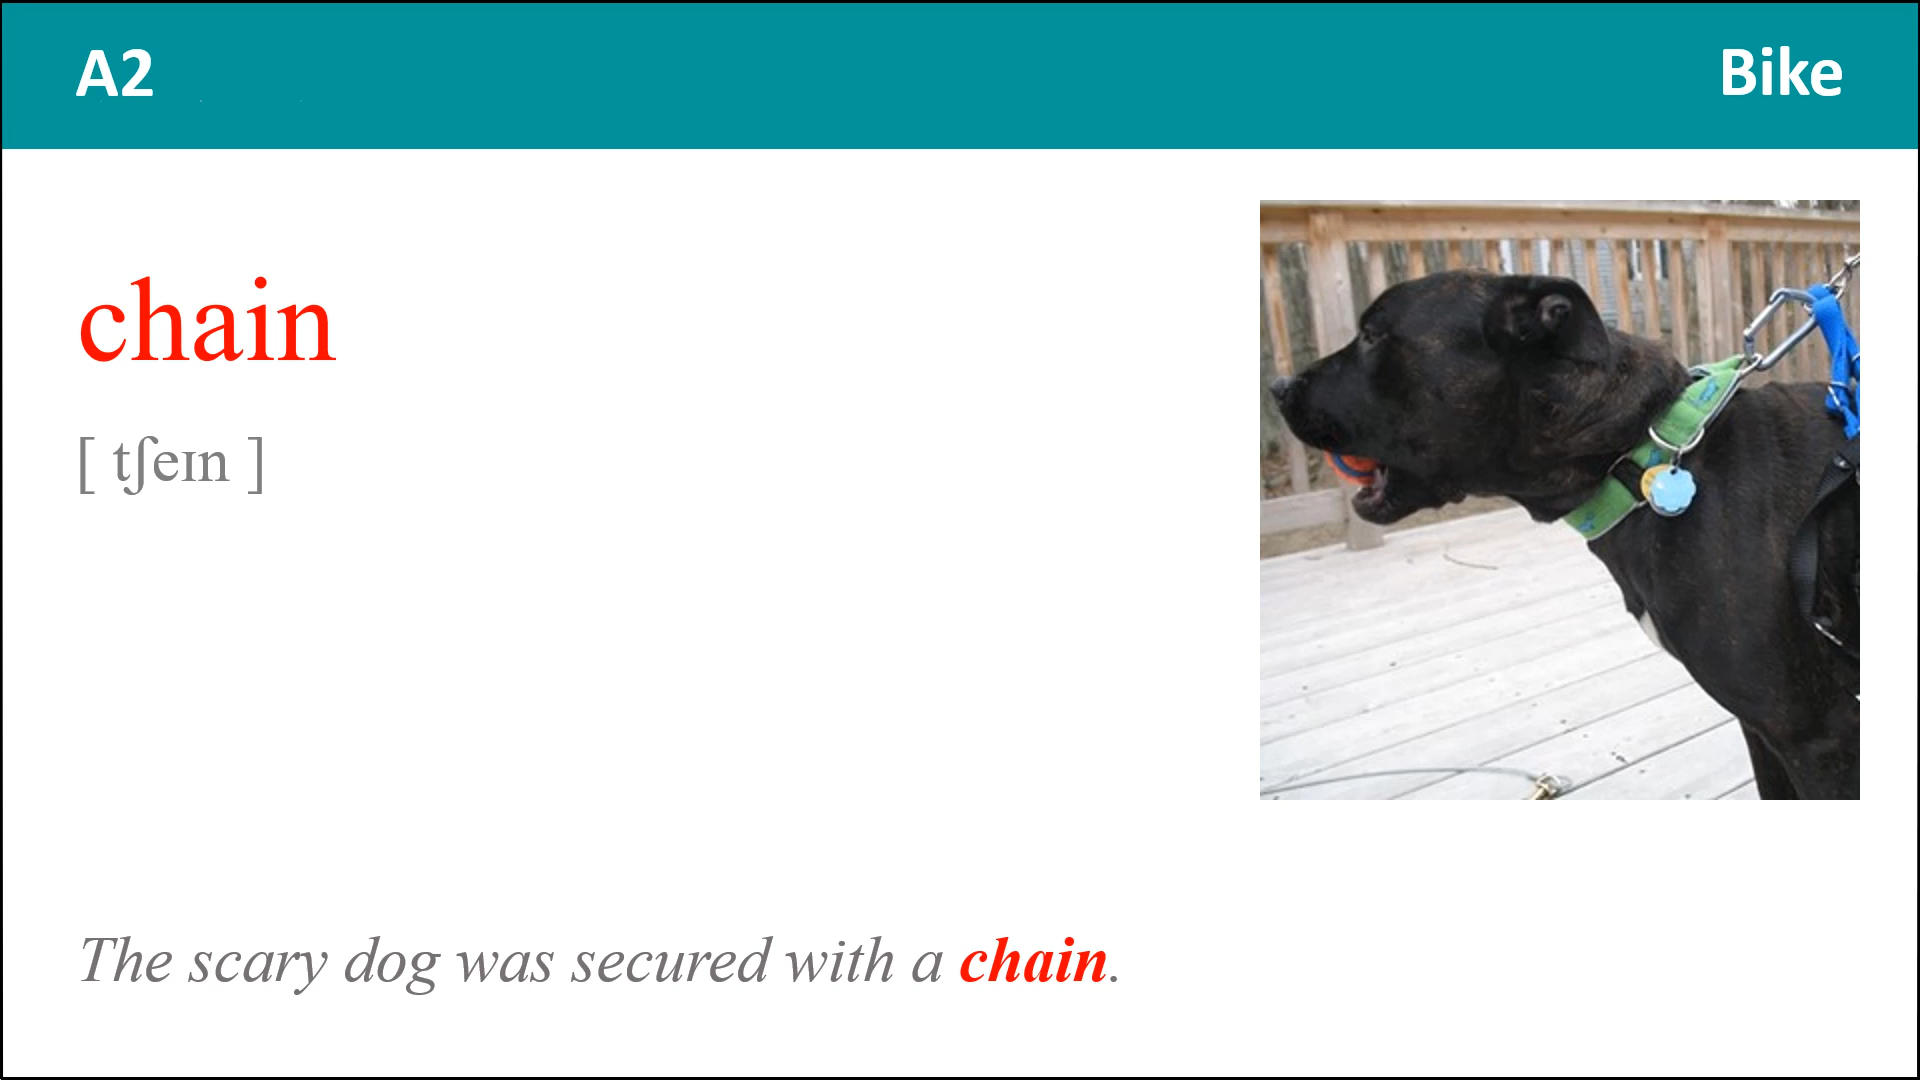 A2
Bike
chain
[ tʃeɪn ]
The scary dog was secured with a chain.